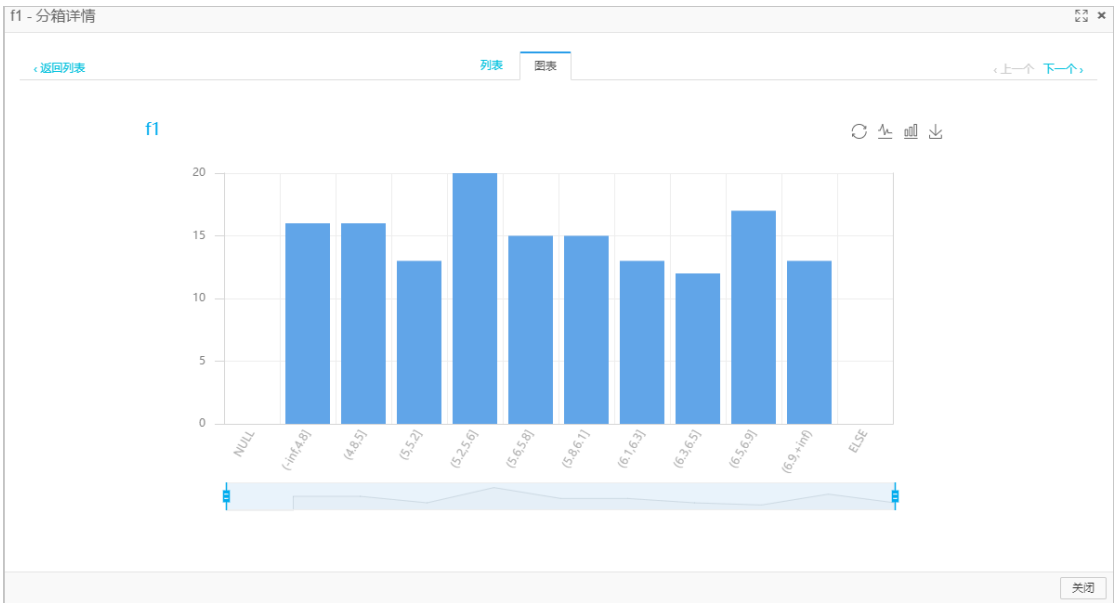 f1 - 分箱详情
‹ 返回列表
列表
图表
‹ 上一个 下一个 ›
f1
20
15
10
5
0
NULL
(-inf,4.8]
(4.8,5]
(5,5.2]
(5.2,5.6]
(5.6,5.8]
(5.8,6.1]
(6.1,6.3]
(6.3,6.5]
(6.5,6.9]
(6.9,+inf)
ELSE
关闭